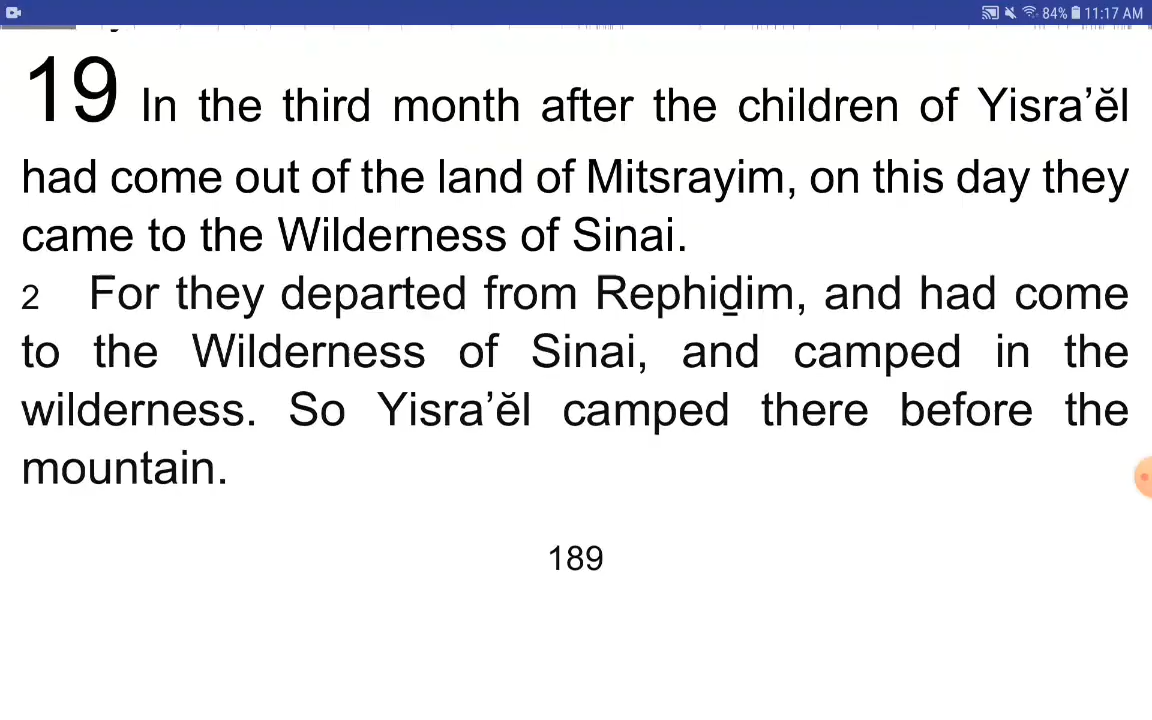 84% 11:17 AM
19 In the third month after the children of Yisra’ĕl
had come out of the land of Mitsrayim, on this day they
came to the Wilderness of Sinai.
2 For they departed from Rephiḏim, and had come
to the Wilderness of Sinai, and camped in the
wilderness. So Yisra’ĕl camped there before the
mountain.
189